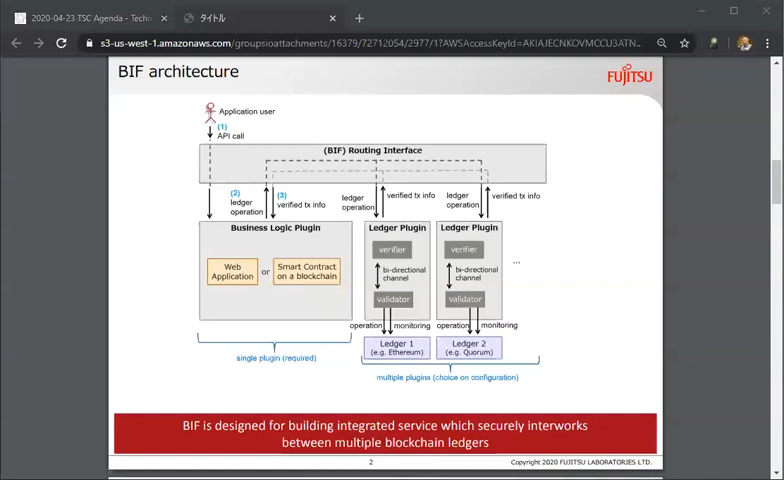 2020-04-23 TSC Agenda - Techn
タイトル
s3-us-west-1.amazonaws.com/groupsioattachments/16379/72712054/2977/1?AWSAccessKeyId=AKIAJECNKOVMCCU3ATN...
BIF architecture
FUJITSU
Application user
(1)
API call
(BIF) Routing Interface
(2)
ledger
operation
(3)
verified tx info
ledger
operation
verified tx info
ledger
operation
verified tx info
Business Logic Plugin
Web
Application
or
Smart Contract
on a blockchain
Ledger Plugin
verifier
bi-directional
channel
validator
Ledger Plugin
verifier
bi-directional
channel
validator
...
operation
monitoring
operation
monitoring
Ledger 1
(e.g. Ethereum)
Ledger 2
(e.g. Quorum)
single plugin (required)
multiple plugins (choice on configuration)
BIF is designed for building integrated service which securely interworks
between multiple blockchain ledgers
2
Copyright 2020 FUJITSU LABORATORIES LTD.